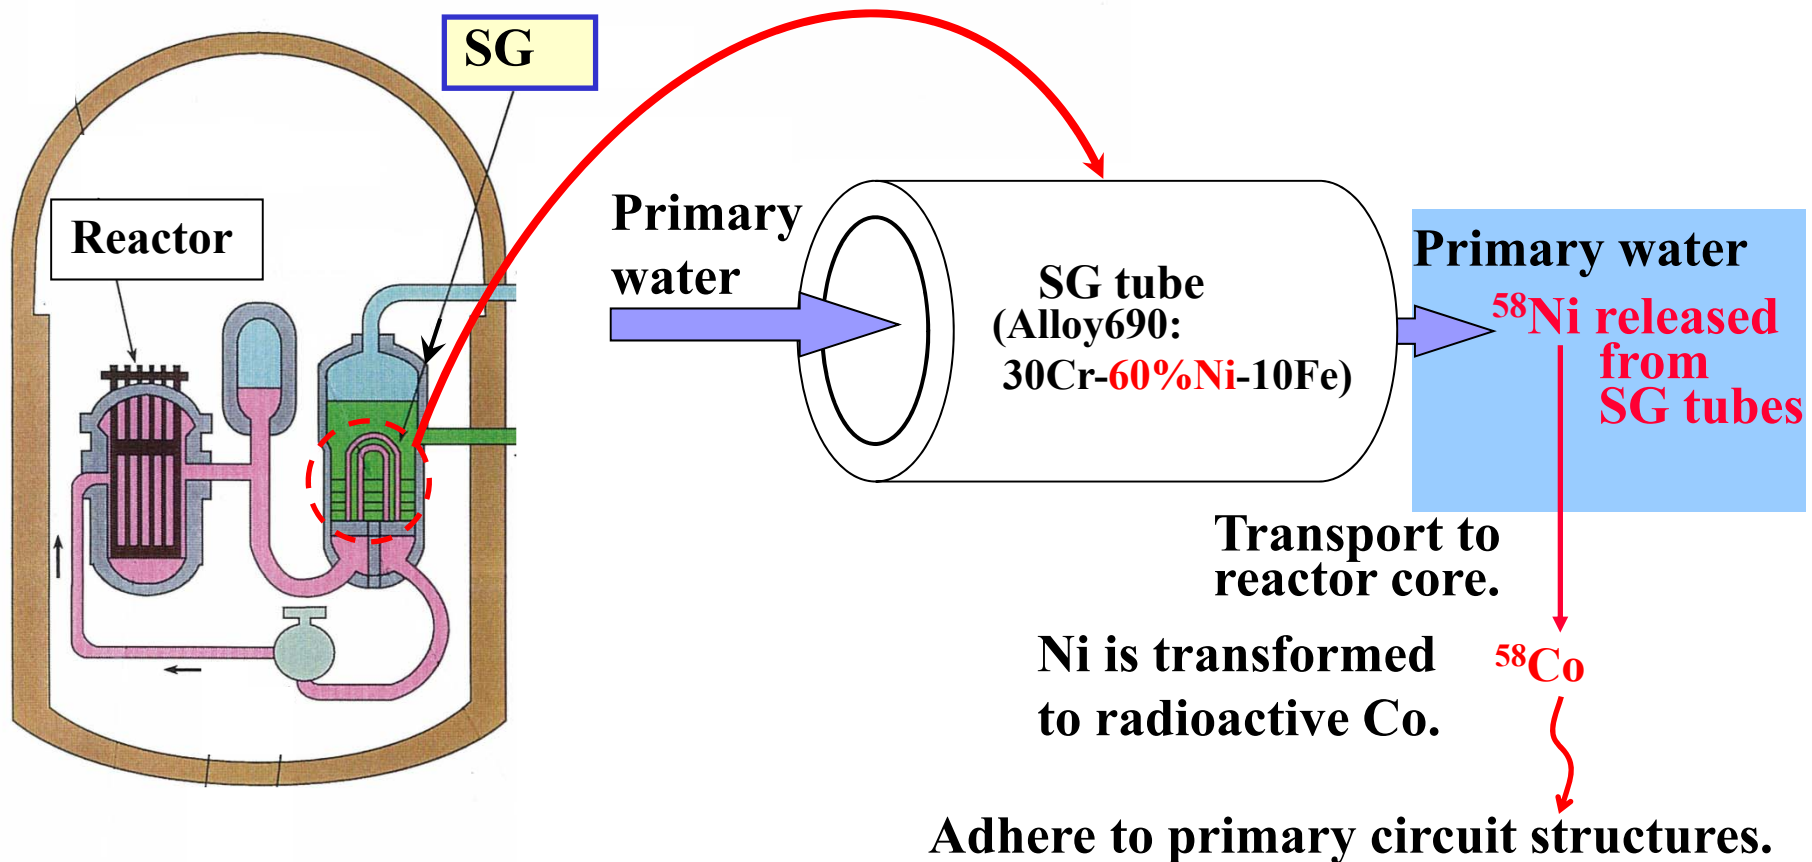 SG
Reactor
Primary
water
SG tube
(Alloy690:
30Cr-60%Ni-10Fe)
Primary water
⁵⁸Ni released
from
SG tubes
Transport to
reactor core.
Ni is transformed
to radioactive Co.
⁵⁸Co
Adhere to primary circuit structures.